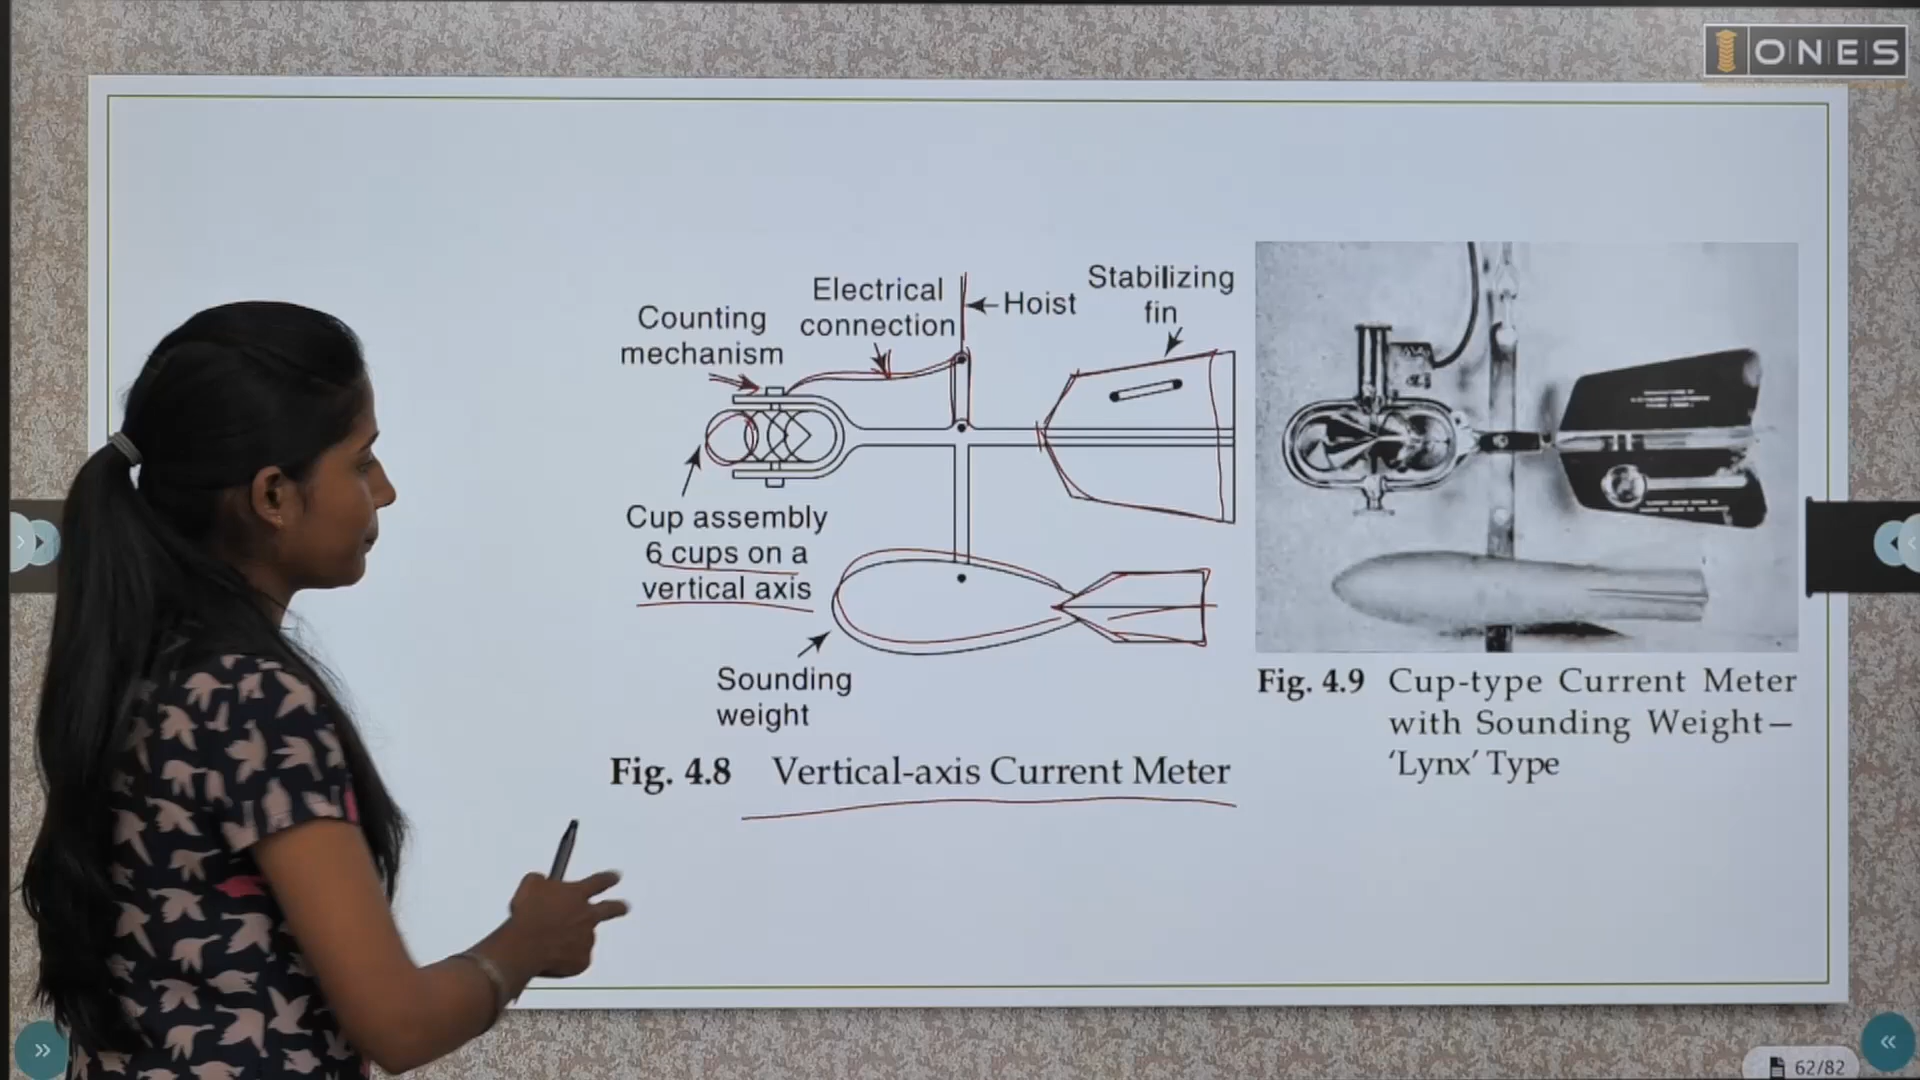 ONES
Counting
mechanism
Electrical
connection
Hoist
Stabilizing
fin
Cup assembly
6 cups on a
vertical axis
Sounding
weight
Fig. 4.8 Vertical-axis Current Meter
Fig. 4.9 Cup-type Current Meter
with Sounding Weight—
‘Lynx’ Type
62/82